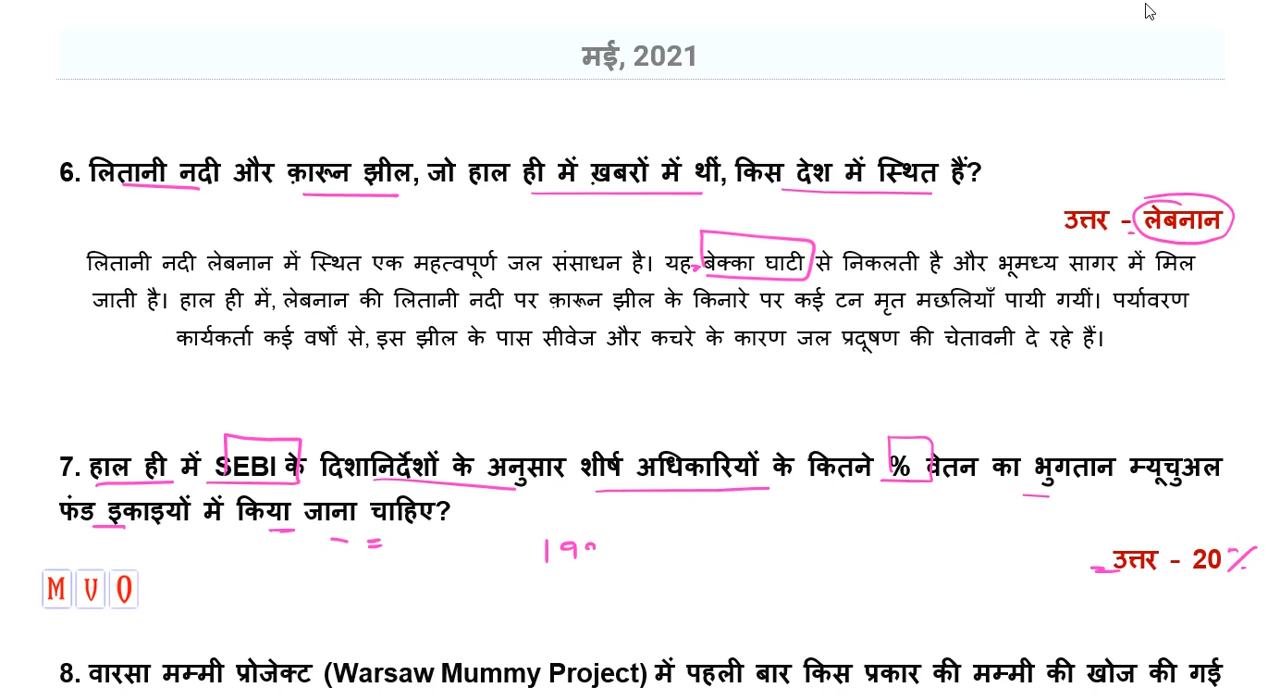 मई, 2021
6. लितानी नदी और क़ारून झील, जो हाल ही में ख़बरों में थीं, किस देश में स्थित हैं?
उत्तर - लेबनान
लितानी नदी लेबनान में स्थित एक महत्वपूर्ण जल संसाधन है। यह बेक्का घाटी से निकलती है और भूमध्य सागर में मिल
जाती है। हाल ही में, लेबनान की लितानी नदी पर क़ारून झील के किनारे पर कई टन मृत मछलियाँ पायी गयीं। पर्यावरण
कार्यकर्ता कई वर्षों से, इस झील के पास सीवेज और कचरे के कारण जल प्रदूषण की चेतावनी दे रहे हैं।
7. हाल ही में SEBI के दिशानिर्देशों के अनुसार शीर्ष अधिकारियों के कितने % वेतन का भुगतान म्यूचुअल
फंड इकाइयों में किया जाना चाहिए?
उत्तर - 20 %
M V O
8. वारसा मम्मी प्रोजेक्ट (Warsaw Mummy Project) में पहली बार किस प्रकार की मम्मी की खोज की गई